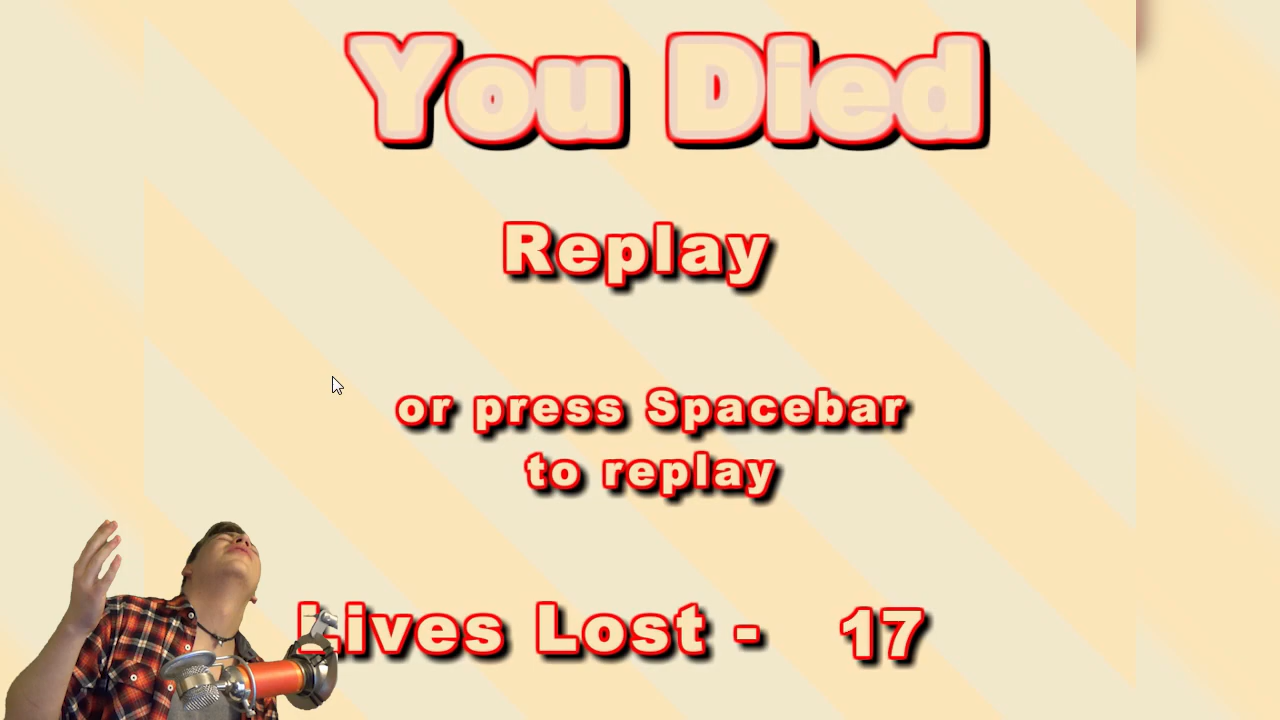 You Died
Replay
or press Spacebar
to replay
Lives Lost - 17